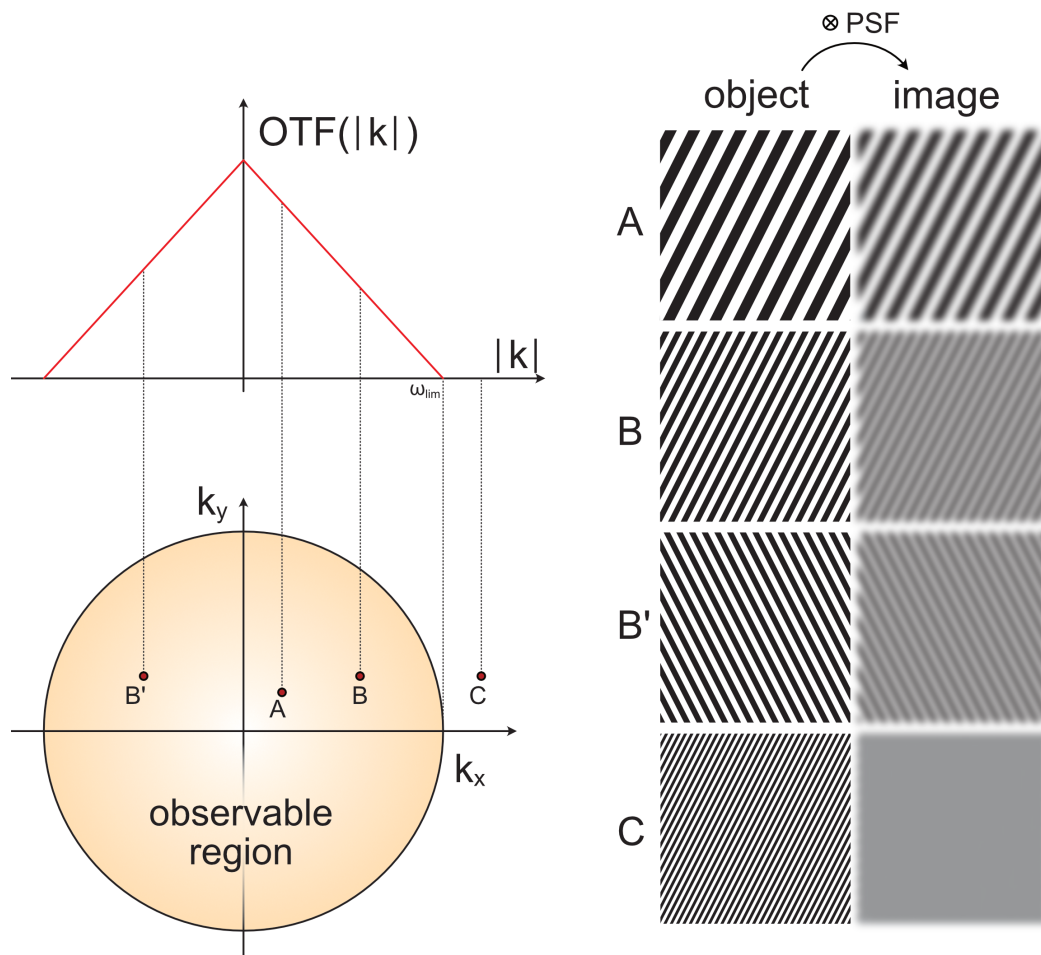 ⊗ PSF
object
image
OTF(|k|)
A
|k|
ω_lim
B
k_y
B'
B'
A
B
C
k_x
observable
region
C